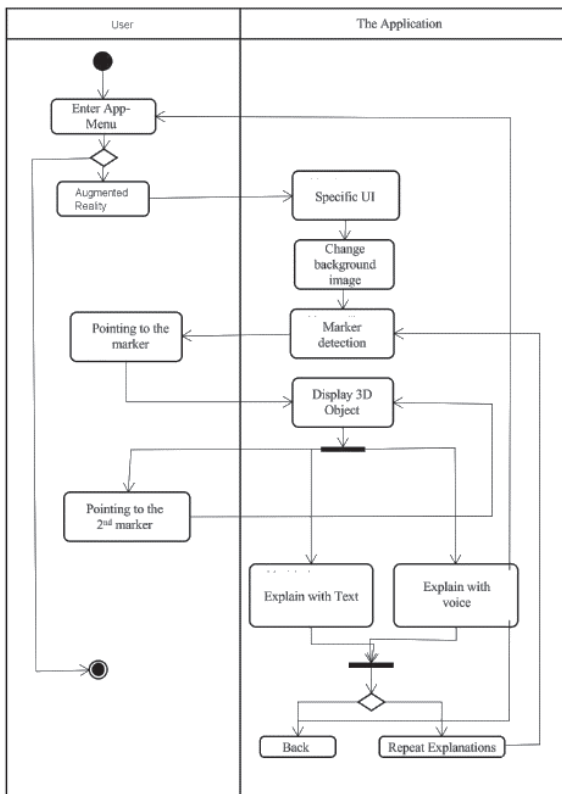 User
The Application
Enter App-
Menu
Augmented
Reality
Specific UI
Change
background
image
Pointing to the
marker
Marker
detection
Display 3D
Object
Pointing to the
2nd marker
Explain with Text
Explain with
voice
Back
Repeat Explanations